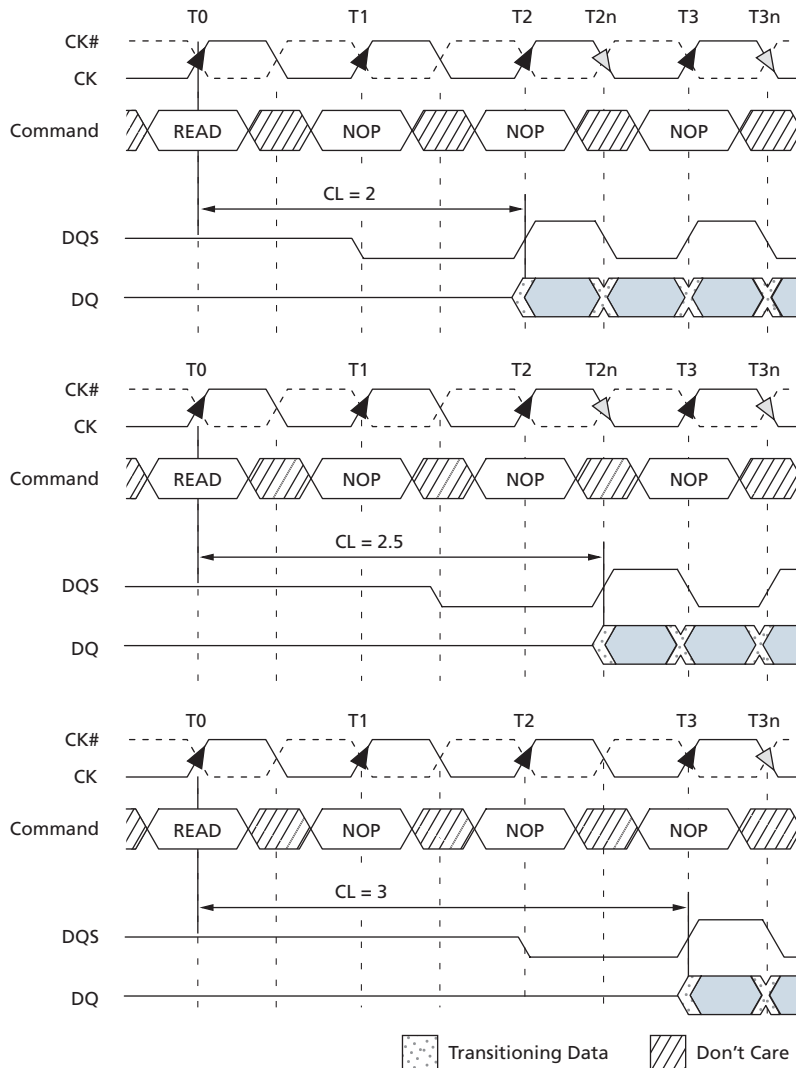 T0 T1 T2 T2n T3 T3n
CK#
CK
Command READ NOP NOP NOP
CL = 2
DQS
DQ
T0 T1 T2 T2n T3 T3n
CK#
CK
Command READ NOP NOP NOP
CL = 2.5
DQS
DQ
T0 T1 T2 T3 T3n
CK#
CK
Command READ NOP NOP NOP
CL = 3
DQS
DQ
Transitioning Data Don't Care